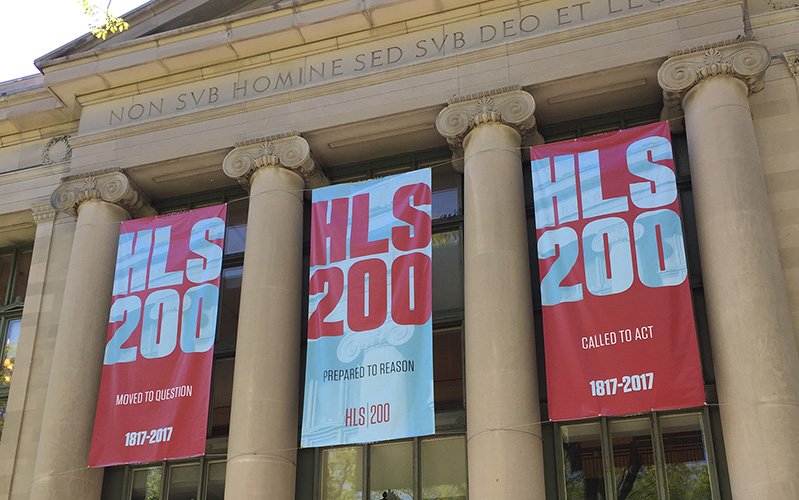 NON SVB HOMINE SED SVB DEO ET
HLS
200
MOVED TO QUESTION
1817-2017
HLS
200
PREPARED TO REASON
HLS|200
HLS
200
CALLED TO ACT
1817-2017